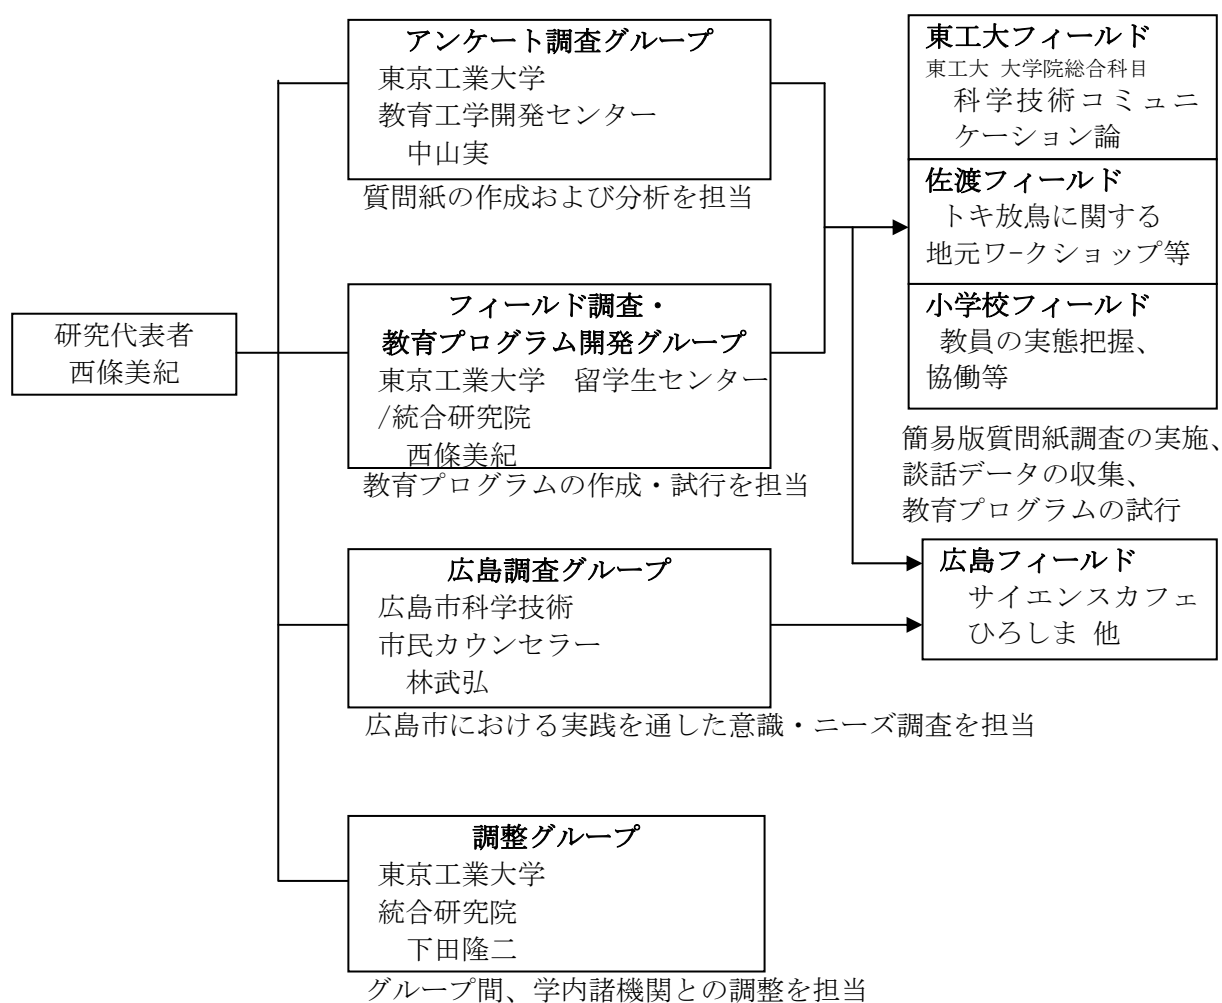 研究代表者
西條美紀
アンケート調査グループ
東京工業大学
教育工学開発センター
中山実
質問紙の作成および分析を担当
フィールド調査・
教育プログラム開発グループ
東京工業大学　留学生センター
/統合研究院
西條美紀
教育プログラムの作成・試行を担当
広島調査グループ
広島市科学技術
市民カウンセラー
林武弘
広島市における実践を通した意識・ニーズ調査を担当
調整グループ
東京工業大学
統合研究院
下田隆二
グループ間、学内諸機関との調整を担当
東工大フィールド
東工大 大学院総合科目
科学技術コミュニ
ケーション論
佐渡フィールド
トキ放鳥に関する
地元ワ-クショップ等
小学校フィールド
教員の実態把握、
協働等
簡易版質問紙調査の実施、
談話データの収集、
教育プログラムの試行
広島フィールド
サイエンスカフェ
ひろしま 他